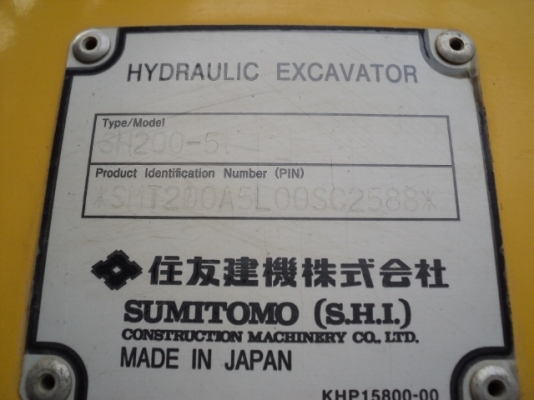 HYDRAULIC EXCAVATOR
Type/Model
SH200-5
Product Identification Number (PIN)
*SMT200A5L00SC2588*
住友建機株式会社
SUMITOMO (S.H.I.)
CONSTRUCTION MACHINERY CO., LTD.
MADE IN JAPAN
KHP15800-00